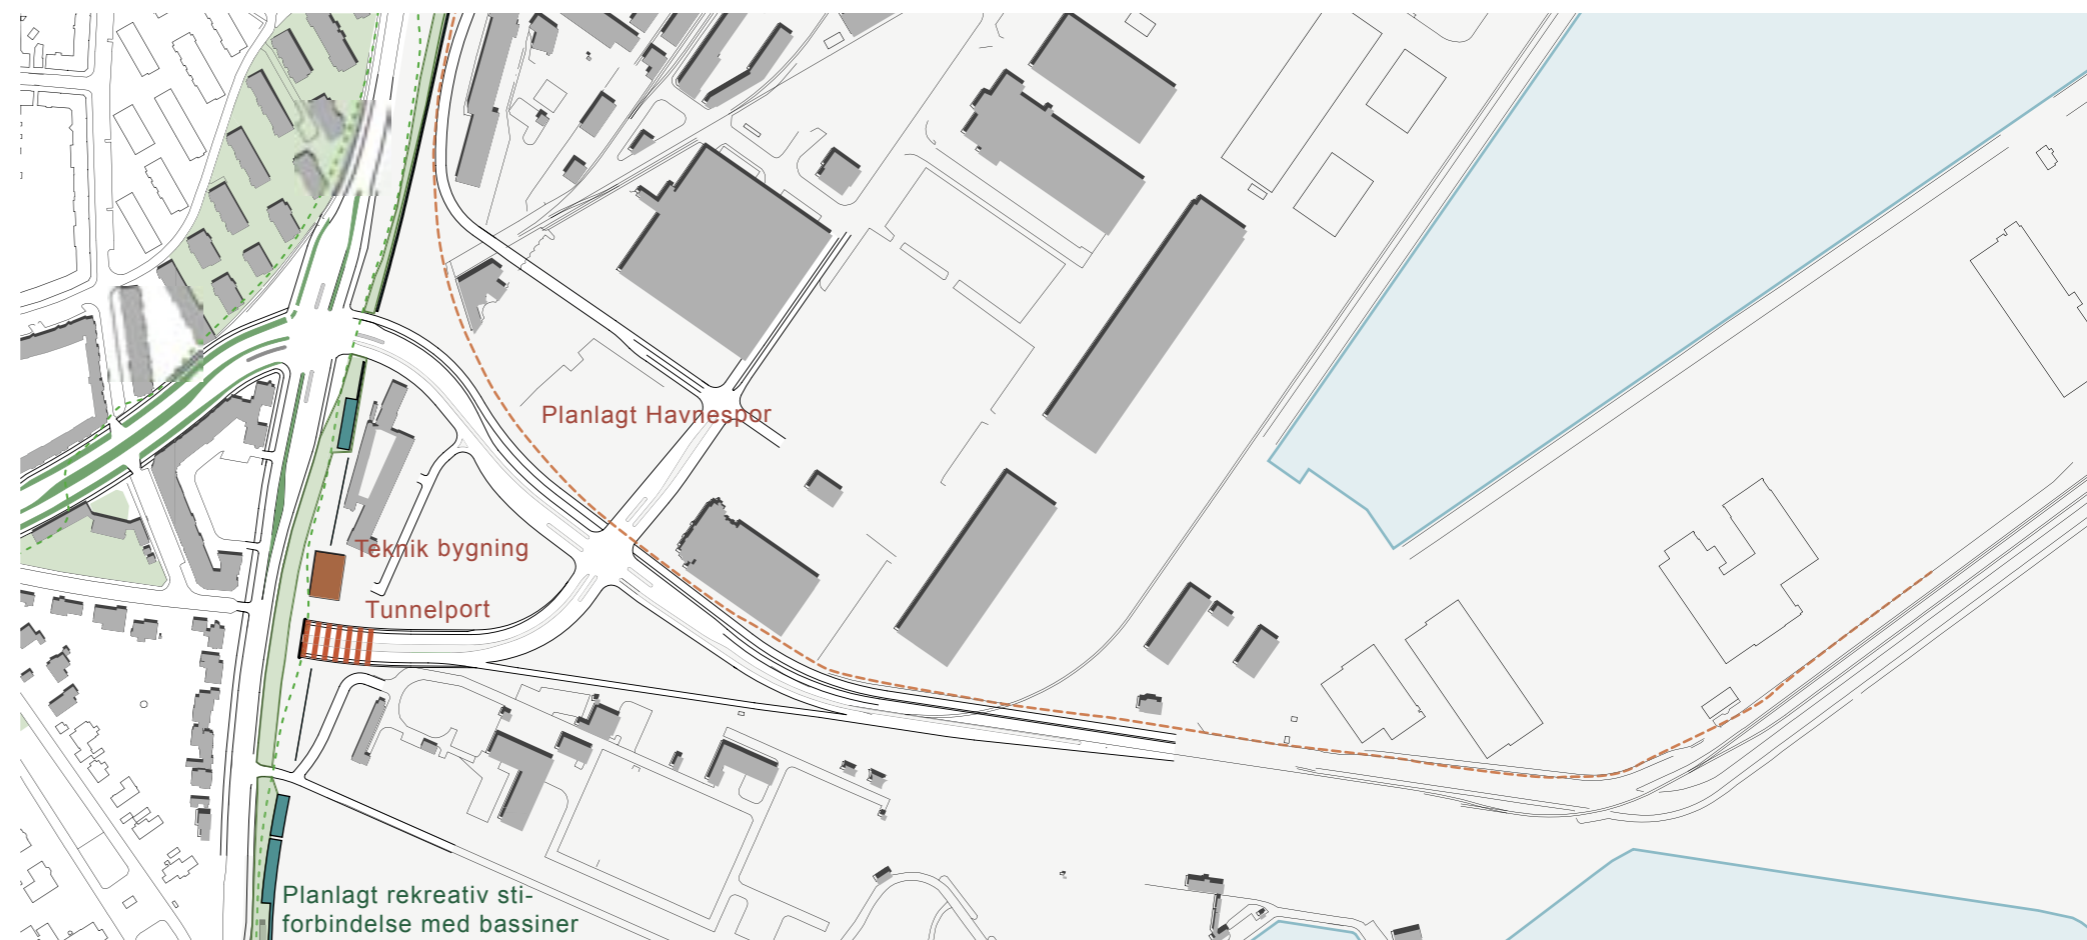 Planlagt Havnespor
Teknik bygning
Tunnelport
Planlagt rekreativ sti-
forbindelse med bassiner